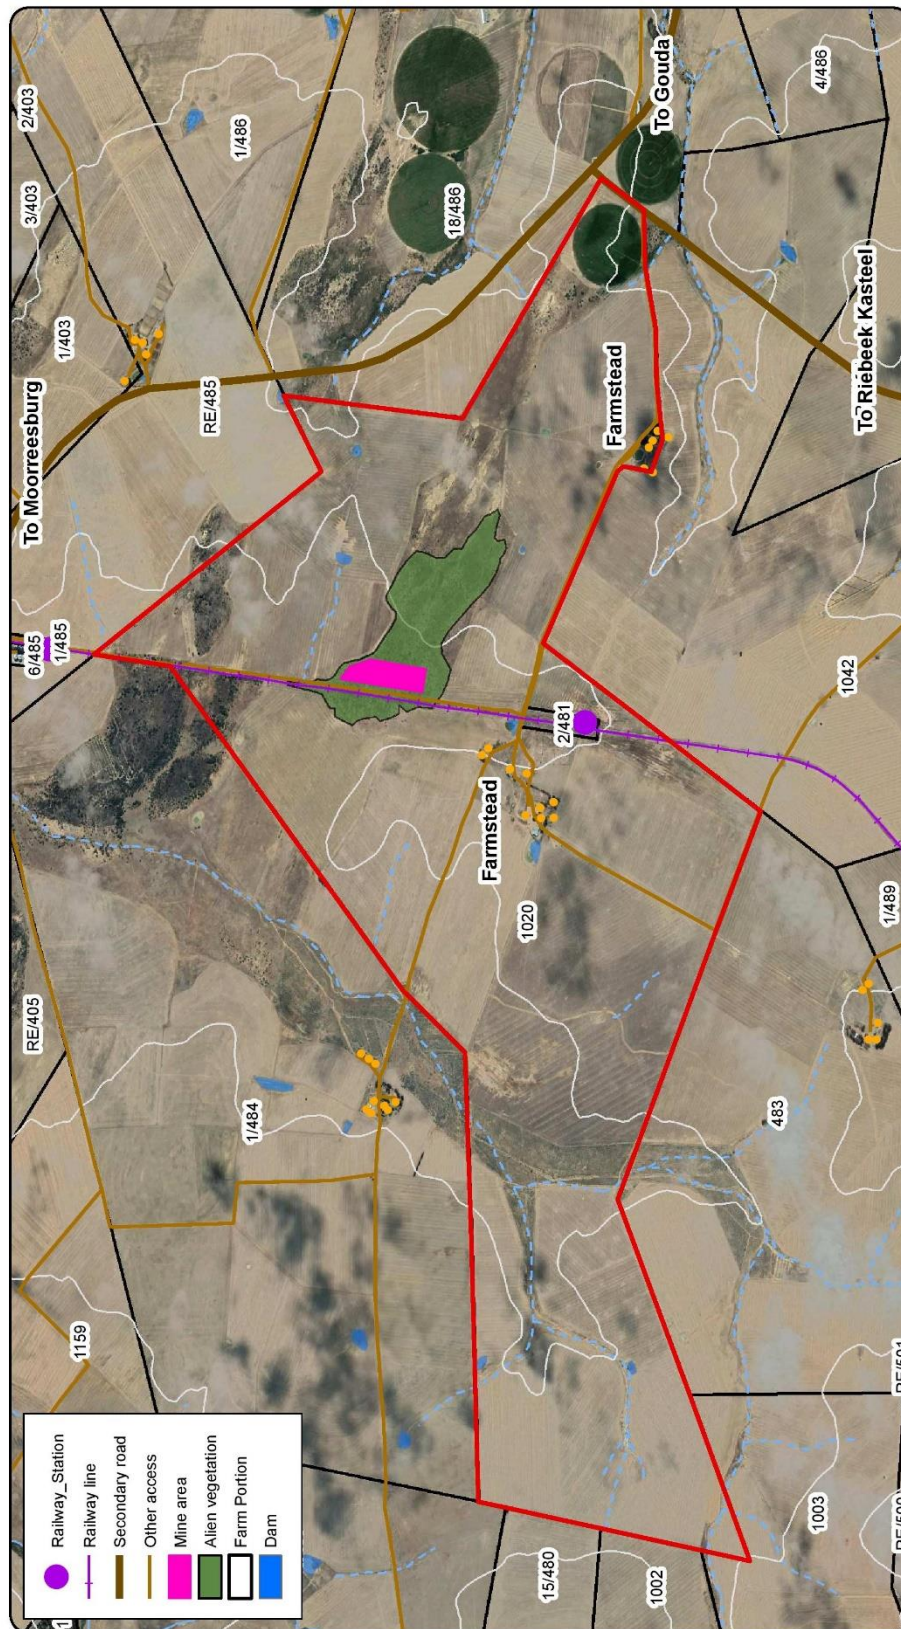 Railway_Station
Railway line
Secondary road
Other access
Mine area
Alien vegetation
Farm Portion
Dam
1159
RE/405
6/485
1/485
To Moorreesburg
1/403
3/403
2/403
RE/485
1/486
1/484
18/486
Farmstead
1020
15/480
2/481
Farmstead
1002
To Gouda
483
1003
4/486
1042
To Riebeek Kasteel
1/489